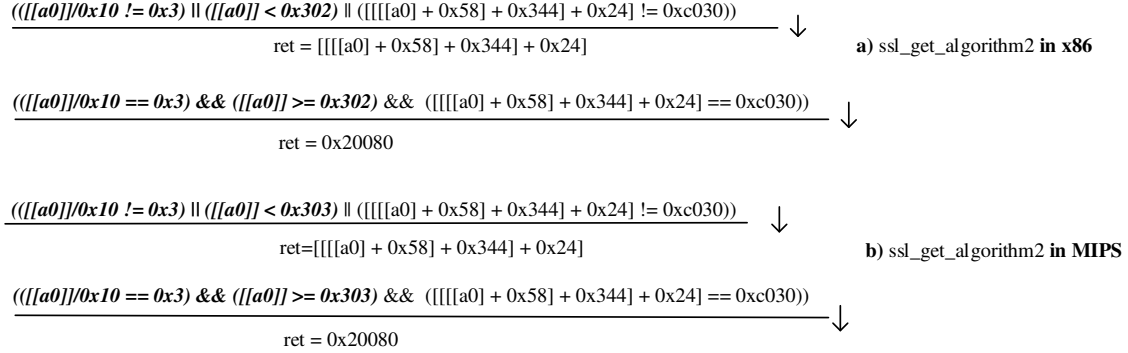 (([[a0]]/0x10 != 0x3) || ([[a0]] < 0x302) || ([[[[a0] + 0x58] + 0x344] + 0x24] != 0xc030))
ret = [[[[a0] + 0x58] + 0x344] + 0x24]
a) ssl_get_algorithm2 in x86
(([[a0]]/0x10 == 0x3) && ([[a0]] >= 0x302) && ([[[[a0] + 0x58] + 0x344] + 0x24] == 0xc030))
ret = 0x20080
(([[a0]]/0x10 != 0x3) || ([[a0]] < 0x303) || ([[[[a0] + 0x58] + 0x344] + 0x24] != 0xc030))
ret=[[[[a0] + 0x58] + 0x344] + 0x24]
b) ssl_get_algorithm2 in MIPS
(([[a0]]/0x10 == 0x3) && ([[a0]] >= 0x303) && ([[[[a0] + 0x58] + 0x344] + 0x24] == 0xc030))
ret = 0x20080